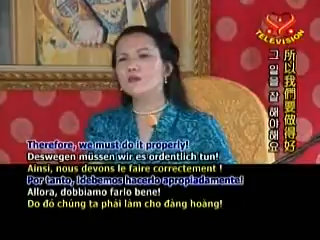 TELEVISION
所以我們要做得好
그 일을 잘 해야해요
Therefore, we must do it properly!
Deswegen müssen wir es ordentlich tun!
Ainsi, nous devons le faire correctement !
Por tanto, ¡debemos hacerlo apropiadamente!
Allora, dobbiamo farlo bene!
Do đó chúng ta phải làm cho đàng hoàng!